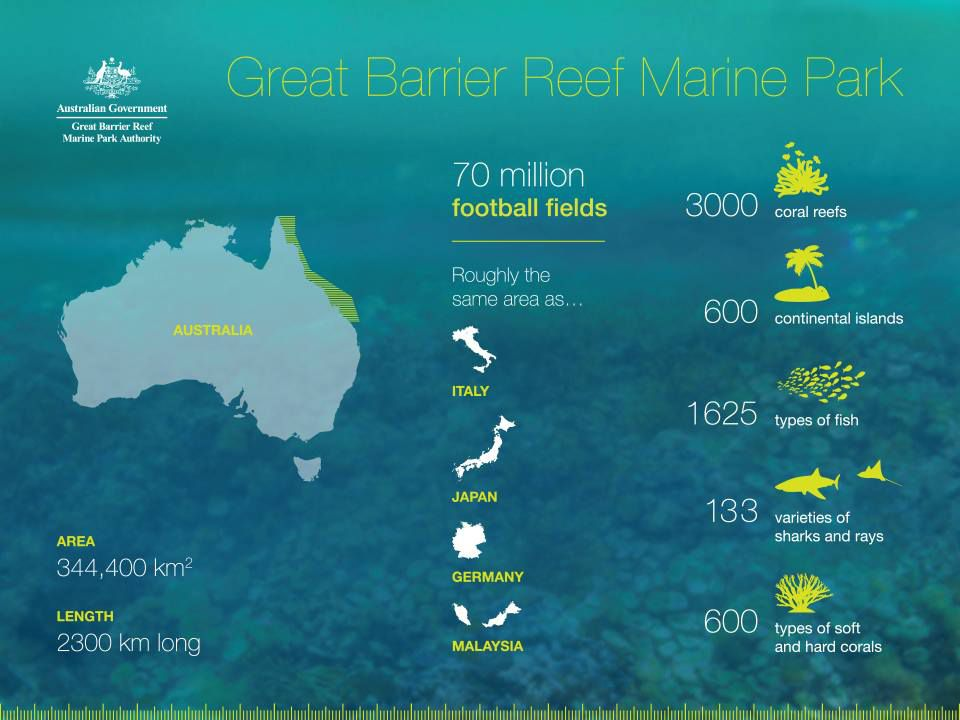 Great Barrier Reef Marine Park
Australian Government
Great Barrier Reef
Marine Park Authority
AUSTRALIA
AREA
344,400 km²
LENGTH
2300 km long
70 million
football fields
Roughly the
same area as…
ITALY
JAPAN
GERMANY
MALAYSIA
3000 coral reefs
600 continental islands
1625 types of fish
133 varieties of
sharks and rays
600 types of soft
and hard corals